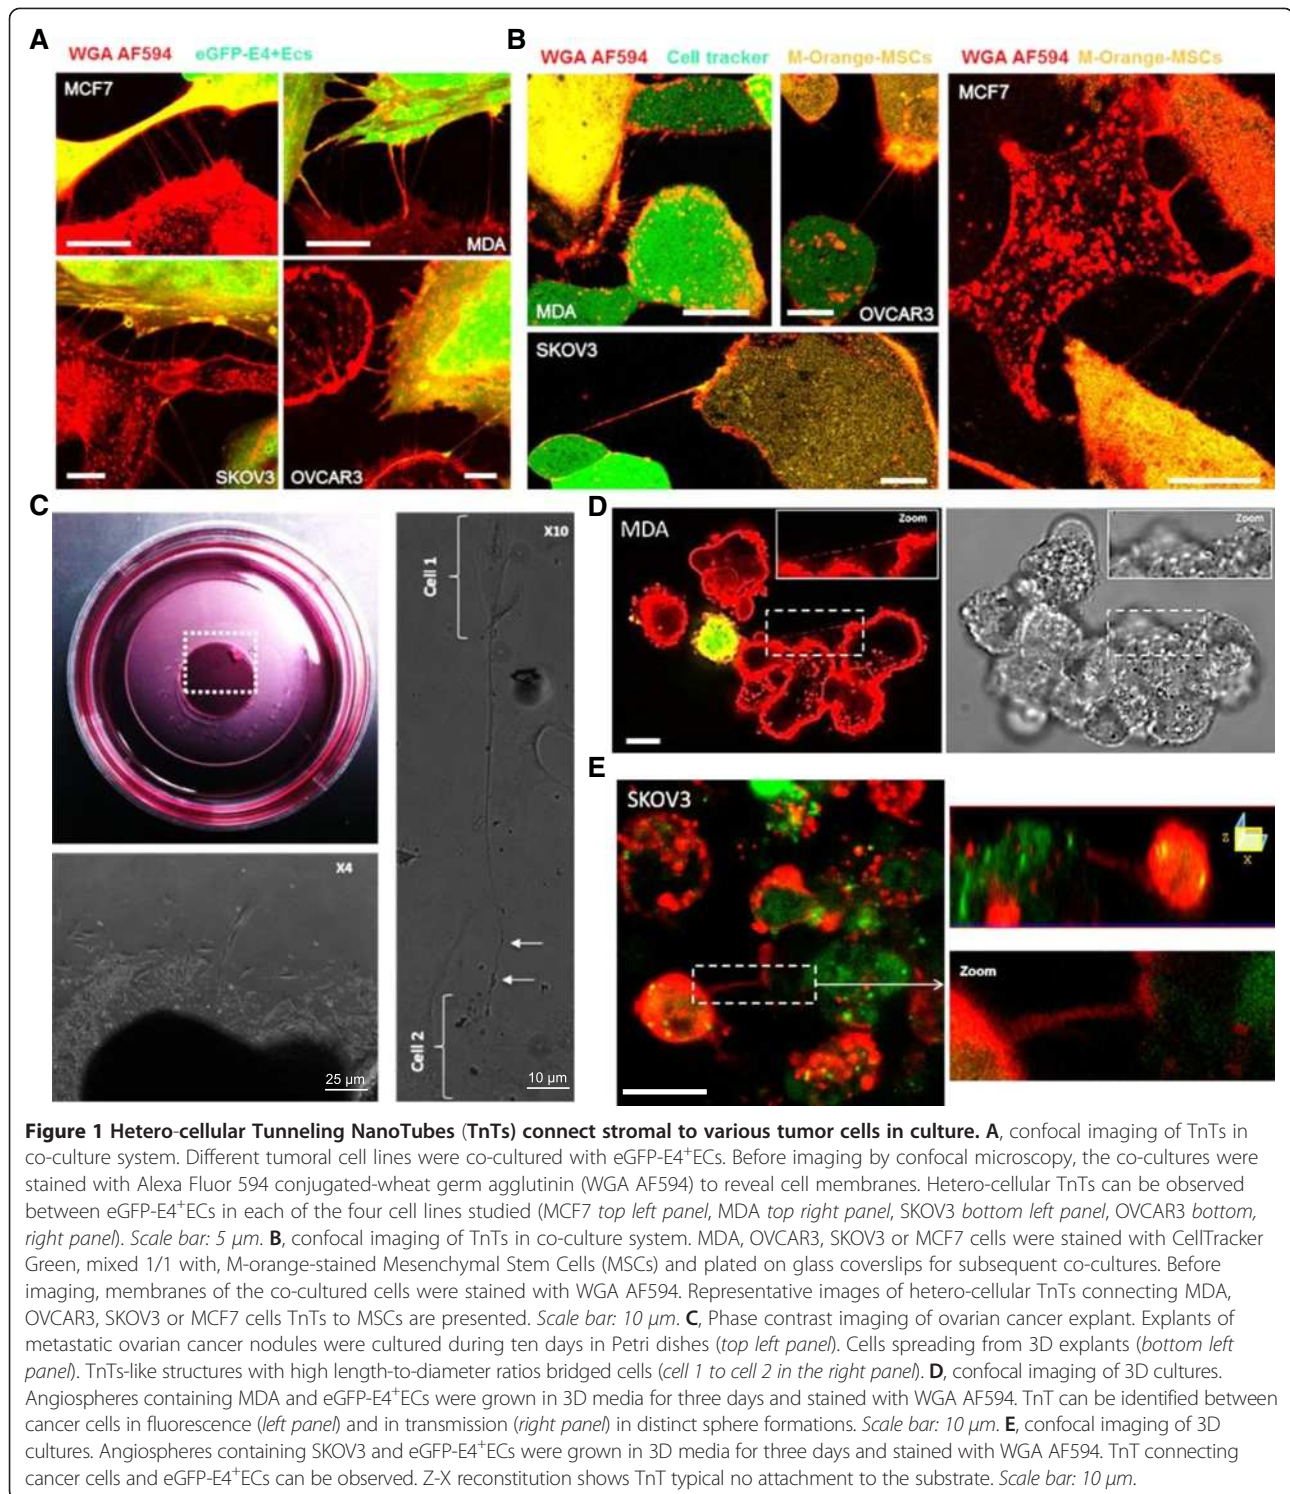 A
WGA AF594 eGFP-E4+Ecs
MCF7
MDA
SKOV3
OVCAR3
B
WGA AF594 Cell tracker M-Orange-MSCs
WGA AF594 M-Orange-MSCs
MDA
OVCAR3
MCF7
SKOV3
C
X10
Cell 1
Cell 2
10 µm
X4
25 µm
D
MDA
Zoom
Zoom
E
SKOV3
Z
X
Zoom
Figure 1 Hetero-cellular Tunneling NanoTubes (TnTs) connect stromal to various tumor cells in culture. A, confocal imaging of TnTs in
co-culture system. Different tumoral cell lines were co-cultured with eGFP-E4⁺ECs. Before imaging by confocal microscopy, the co-cultures were
stained with Alexa Fluor 594 conjugated-wheat germ agglutinin (WGA AF594) to reveal cell membranes. Hetero-cellular TnTs can be observed
between eGFP-E4⁺ECs in each of the four cell lines studied (MCF7 top left panel, MDA top right panel, SKOV3 bottom left panel, OVCAR3 bottom,
right panel). Scale bar: 5 µm. B, confocal imaging of TnTs in co-culture system. MDA, OVCAR3, SKOV3 or MCF7 cells were stained with CellTracker
Green, mixed 1/1 with, M-orange-stained Mesenchymal Stem Cells (MSCs) and plated on glass coverslips for subsequent co-cultures. Before
imaging, membranes of the co-cultured cells were stained with WGA AF594. Representative images of hetero-cellular TnTs connecting MDA,
OVCAR3, SKOV3 or MCF7 cells TnTs to MSCs are presented. Scale bar: 10 µm. C, Phase contrast imaging of ovarian cancer explant. Explants of
metastatic ovarian cancer nodules were cultured during ten days in Petri dishes (top left panel). Cells spreading from 3D explants (bottom left
panel). TnTs-like structures with high length-to-diameter ratios bridged cells (cell 1 to cell 2 in the right panel). D, confocal imaging of 3D cultures.
Angiospheres containing MDA and eGFP-E4⁺ECs were grown in 3D media for three days and stained with WGA AF594. TnT can be identified between
cancer cells in fluorescence (left panel) and in transmission (right panel) in distinct sphere formations. Scale bar: 10 µm. E, confocal imaging of 3D
cultures. Angiospheres containing SKOV3 and eGFP-E4⁺ECs were grown in 3D media for three days and stained with WGA AF594. TnT connecting
cancer cells and eGFP-E4⁺ECs can be observed. Z-X reconstitution shows TnT typical no attachment to the substrate. Scale bar: 10 µm.